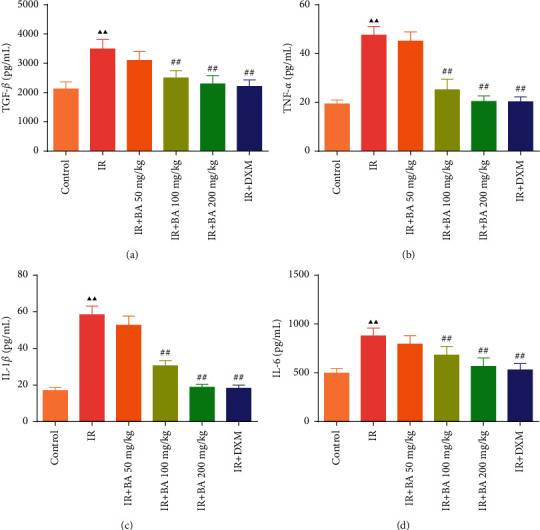 5000
4000
3000
2000
1000
0
TGF-β (pg/mL)
▲▲
##
##
##
Control
IR
IR+BA 50 mg/kg
IR+BA 100 mg/kg
IR+BA 200 mg/kg
IR+DXM
(a)
60
40
20
0
TNF-α (pg/mL)
▲▲
##
##
##
Control
IR
IR+BA 50 mg/kg
IR+BA 100 mg/kg
IR+BA 200 mg/kg
IR+DXM
(b)
80
60
40
20
0
IL-1β (pg/mL)
▲▲
##
##
##
Control
IR
IR+BA 50 mg/kg
IR+BA 100 mg/kg
IR+BA 200 mg/kg
IR+DXM
(c)
1500
1000
500
0
IL-6 (pg/mL)
▲▲
##
##
##
Control
IR
IR+BA 50 mg/kg
IR+BA 100 mg/kg
IR+BA 200 mg/kg
IR+DXM
(d)